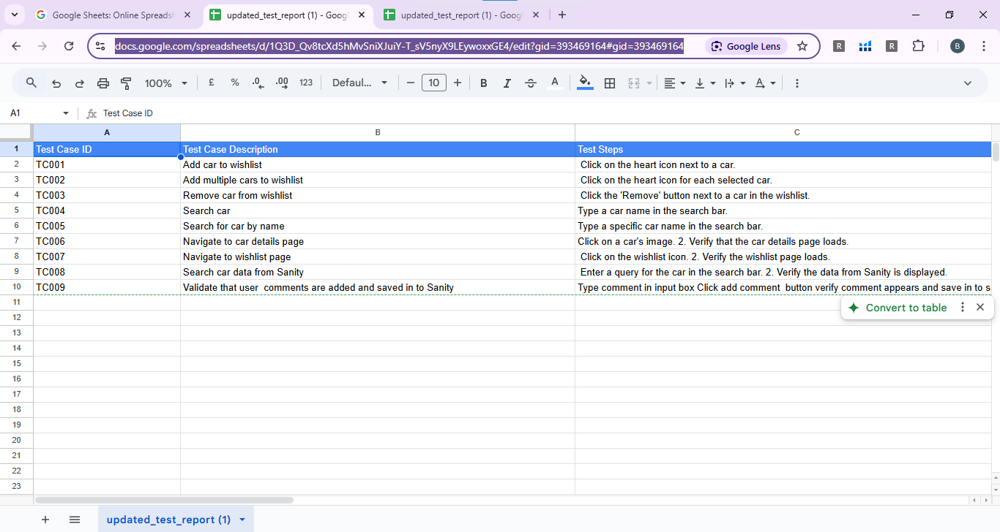 Google Sheets: Online Spreads
updated_test_report (1) - Goog
updated_test_report (1) - Goog
docs.google.com/spreadsheets/d/1Q3D_Qv8tcXd5hMvSniXJuiY-T_sV5nyX9LEywoxxGE4/edit?gid=393469164#gid=393469164
Google Lens
R
R
B
100%
£
%
.0
.00
123
Defaul...
10
B
I
A
A
A1
fx
Test Case ID
A B C
1 Test Case ID Test Case Description Test Steps
2 TC001 Add car to wishlist Click on the heart icon next to a car.
3 TC002 Add multiple cars to wishlist Click on the heart icon for each selected car.
4 TC003 Remove car from wishlist Click the 'Remove' button next to a car in the wishlist.
5 TC004 Search car Type a car name in the search bar.
6 TC005 Search for car by name Type a specific car name in the search bar.
7 TC006 Navigate to car details page Click on a car's image. 2. Verify that the car details page loads.
8 TC007 Navigate to wishlist page Click on the wishlist icon. 2. Verify the wishlist page loads.
9 TC008 Search car data from Sanity Enter a query for the car in the search bar. 2. Verify the data from Sanity is displayed.
10 TC009 Validate that user  comments are added and saved in to Sanity Type comment in input box Click add comment  button verify comment appears and save in to s
11
Convert to table
12
13
14
15
16
17
18
19
20
21
22
23
updated_test_report (1)